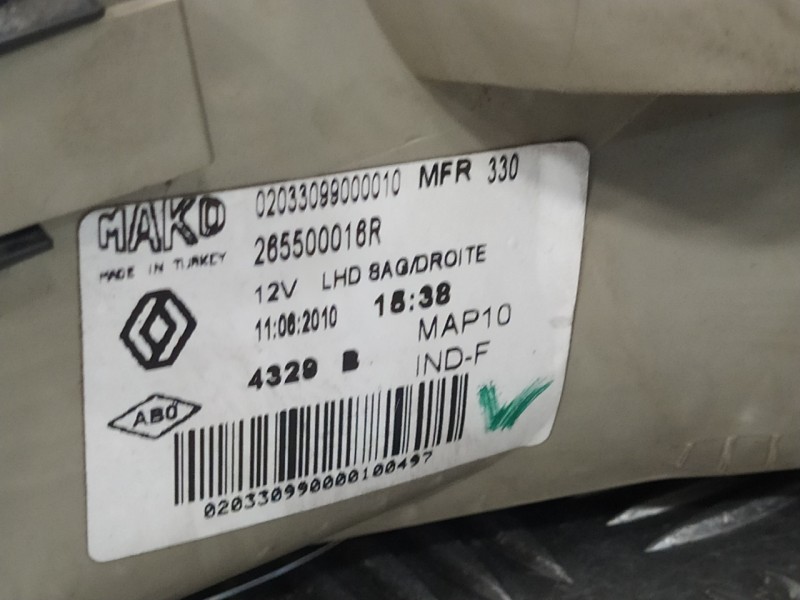 MAKO 02033099000010 MFR 330
MADE IN TURKEY 265500016R
12V LHD SAG/DROITE
11:06:2010 15:38 MAP10
4329 B IND-F
ABO
020330990000100497